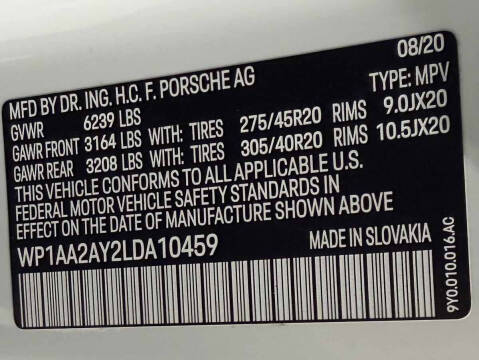 MFD BY DR. ING. H.C. F. PORSCHE AG 08/20
GVWR 6239 LBS TYPE: MPV
GAWR FRONT 3164 LBS WITH: TIRES 275/45R20 RIMS 9.0JX20
GAWR REAR 3208 LBS WITH: TIRES 305/40R20 RIMS 10.5JX20
THIS VEHICLE CONFORMS TO ALL APPLICABLE U.S.
FEDERAL MOTOR VEHICLE SAFETY STANDARDS IN
EFFECT ON THE DATE OF MANUFACTURE SHOWN ABOVE
WP1AA2AY2LDA10459 MADE IN SLOVAKIA
9Y0.010.016.AC